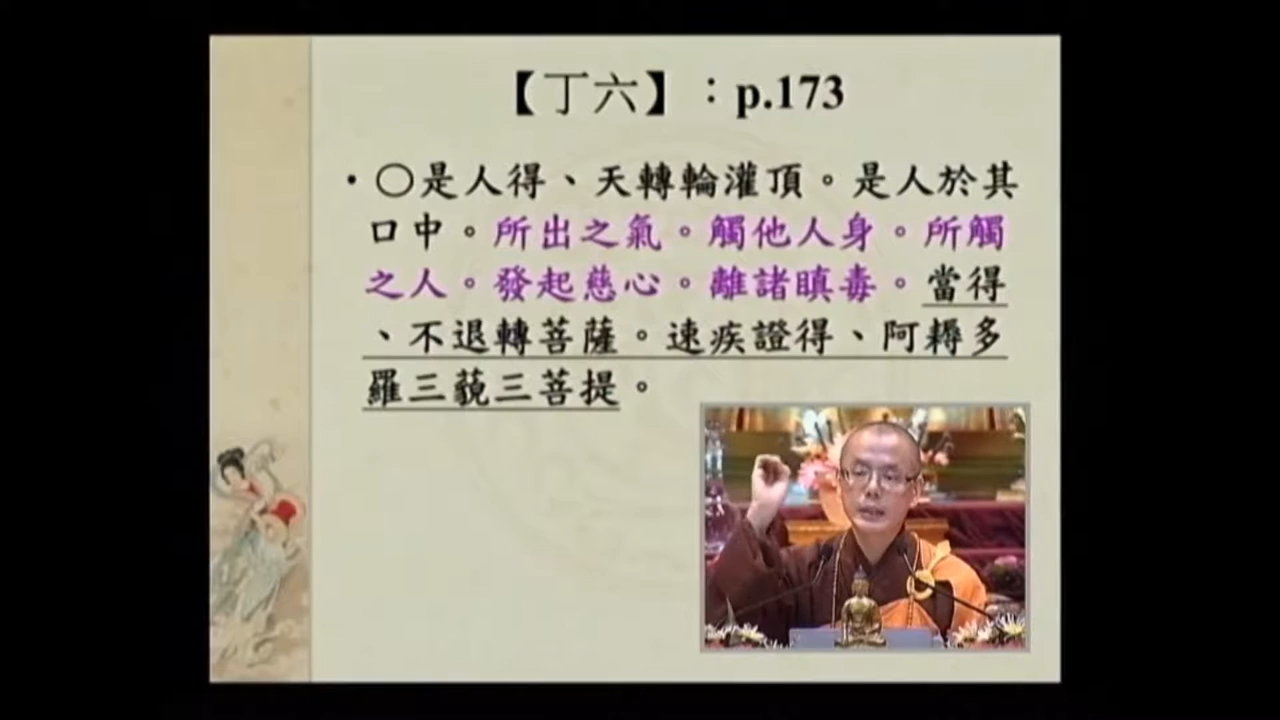 【丁六】：p.173
•○是人得、天轉輪灌頂。是人於其
口中。所出之氣。觸他人身。所觸
之人。發起慈心。離諸瞋毒。當得
、不退轉菩薩。速疾證得、阿耨多
羅三藐三菩提。